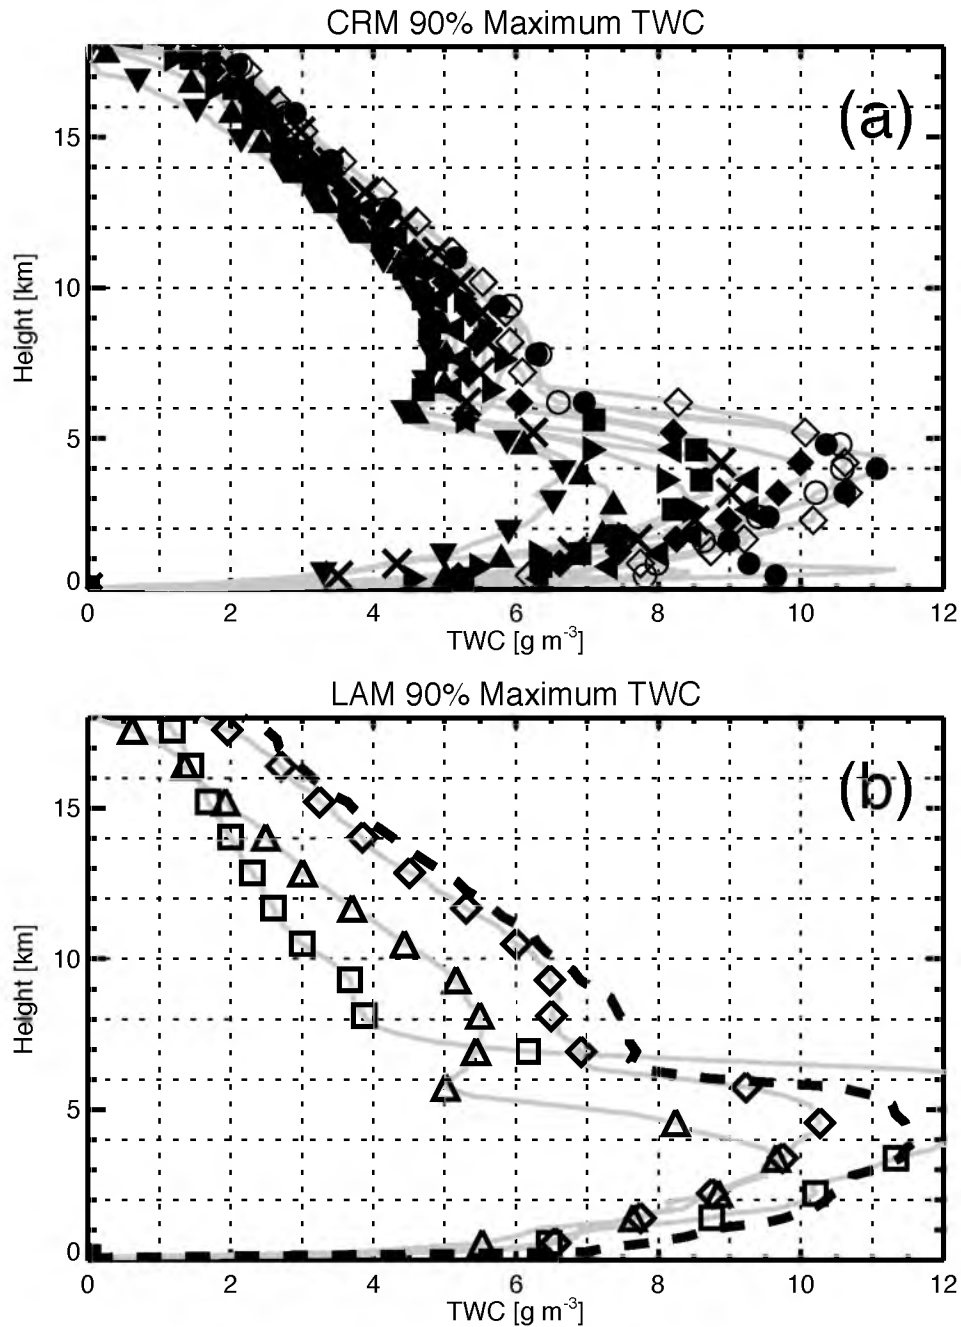 CRM 90% Maximum TWC
(a)
15
10
5
0
Height [km]
0 2 4 6 8 10 12
TWC [g m-3]
LAM 90% Maximum TWC
(b)
15
10
5
0
Height [km]
0 2 4 6 8 10 12
TWC [g m-3]